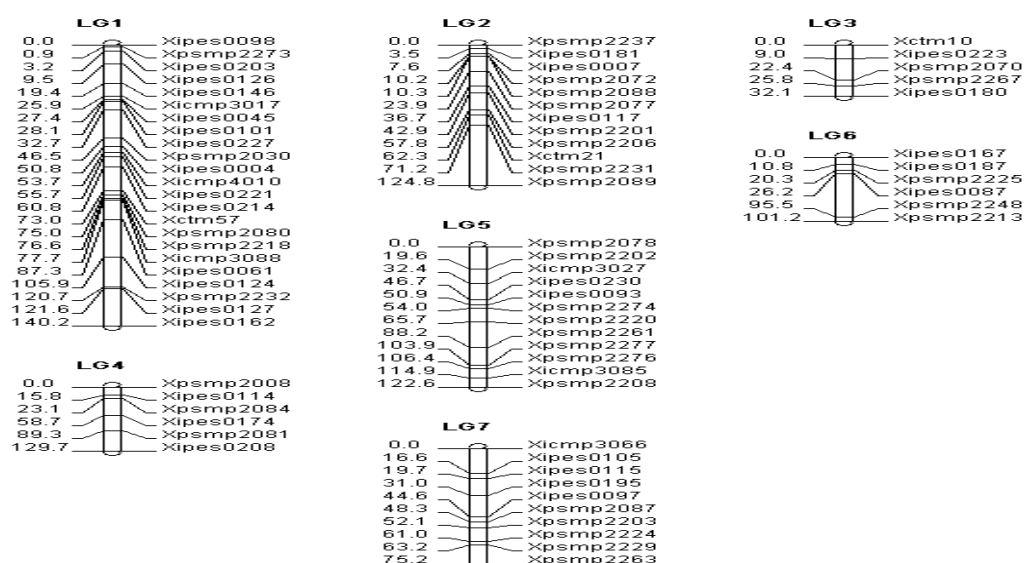 LG1
0.0 Xipes0098
0.9 Xpsmp2273
3.2 Xipes0203
9.5 Xipes0126
19.4 Xipes0146
25.9 Xicmp3017
27.4 Xipes0045
28.1 Xipes0101
32.7 Xipes0227
46.5 Xpsmp2030
50.8 Xipes0004
53.7 Xicmp4010
55.7 Xipes0221
60.8 Xipes0214
73.0 Xctm57
75.0 Xpsmp2080
76.6 Xpsmp2218
77.7 Xicmp3088
87.3 Xipes0061
105.9 Xipes0124
120.7 Xpsmp2232
121.6 Xipes0127
140.2 Xipes0162
LG4
0.0 Xpsmp2008
15.8 Xipes0114
23.1 Xpsmp2084
58.7 Xipes0174
89.3 Xpsmp2081
129.7 Xipes0208
LG2
0.0 Xpsmp2237
3.5 Xipes0181
7.6 Xipes0007
10.2 Xpsmp2072
10.3 Xpsmp2088
23.9 Xpsmp2077
36.7 Xipes0117
42.9 Xpsmp2201
57.8 Xpsmp2206
62.3 Xctm21
71.2 Xpsmp2231
124.8 Xpsmp2089
LG5
0.0 Xpsmp2078
19.6 Xpsmp2202
32.4 Xicmp3027
46.7 Xipes0230
50.9 Xipes0093
54.0 Xpsmp2274
65.7 Xpsmp2220
88.2 Xpsmp2261
103.9 Xpsmp2277
106.4 Xpsmp2276
114.9 Xicmp3085
122.6 Xpsmp2208
LG7
0.0 Xicmp3066
16.6 Xipes0105
19.7 Xipes0115
31.0 Xipes0195
44.6 Xipes0097
48.3 Xpsmp2087
52.1 Xpsmp2203
61.0 Xpsmp2224
63.2 Xpsmp2229
75.2 Xpsmp2263
LG3
0.0 Xctm10
9.0 Xipes0223
22.4 Xpsmp2070
25.8 Xpsmp2267
32.1 Xipes0180
LG6
0.0 Xipes0167
10.8 Xipes0187
20.3 Xpsmp2225
26.2 Xipes0087
95.5 Xpsmp2248
101.2 Xpsmp2213